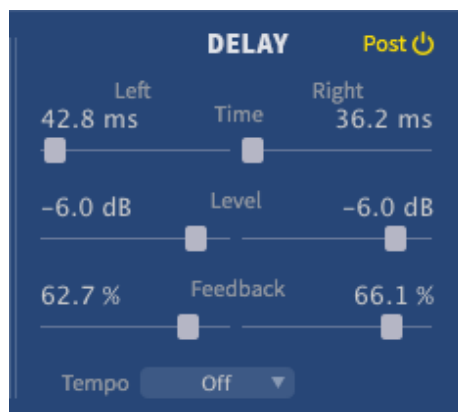 DELAY Post
Left Right
42.8 ms Time 36.2 ms
-6.0 dB Level -6.0 dB
62.7 % Feedback 66.1 %
Tempo Off